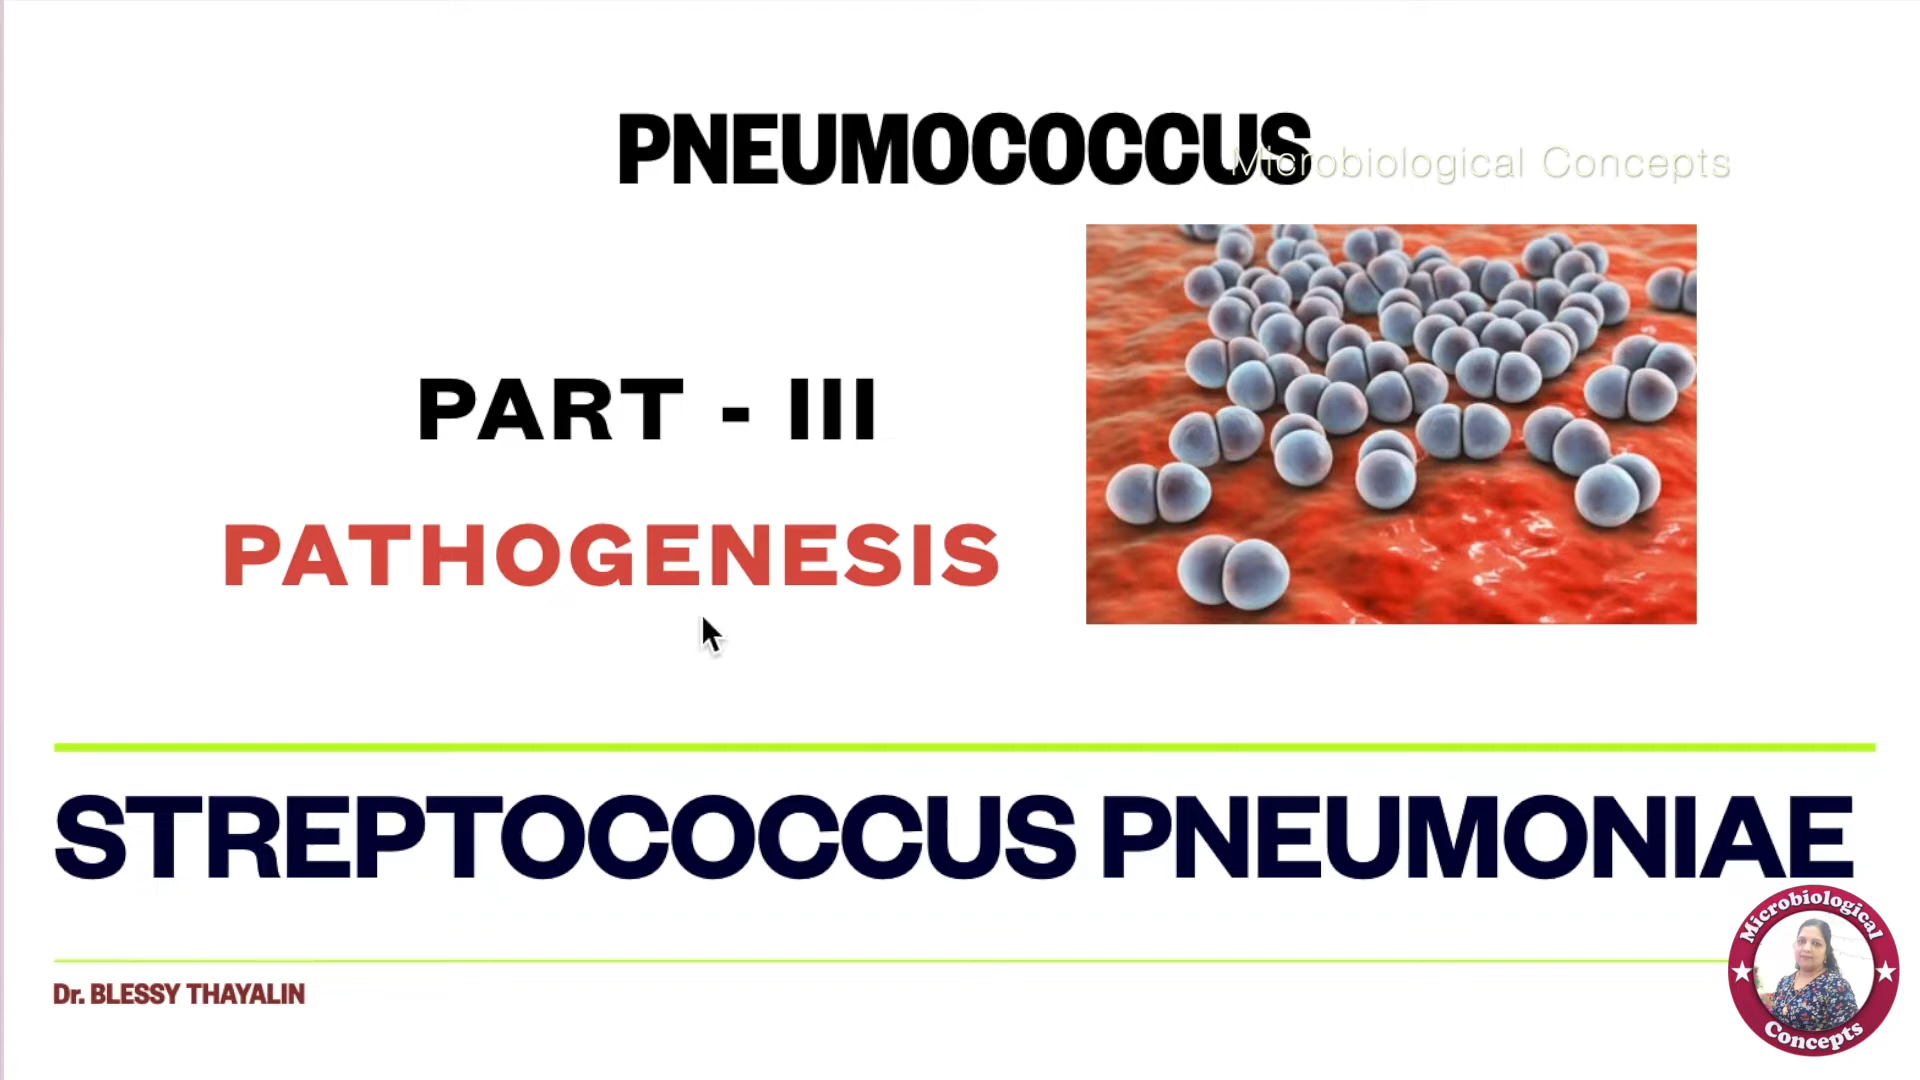 PNEUMOCOCCUS
Microbiological Concepts
PART - III
PATHOGENESIS
STREPTOCOCCUS PNEUMONIAE
Dr. BLESSY THAYALIN
Microbiological
Concepts